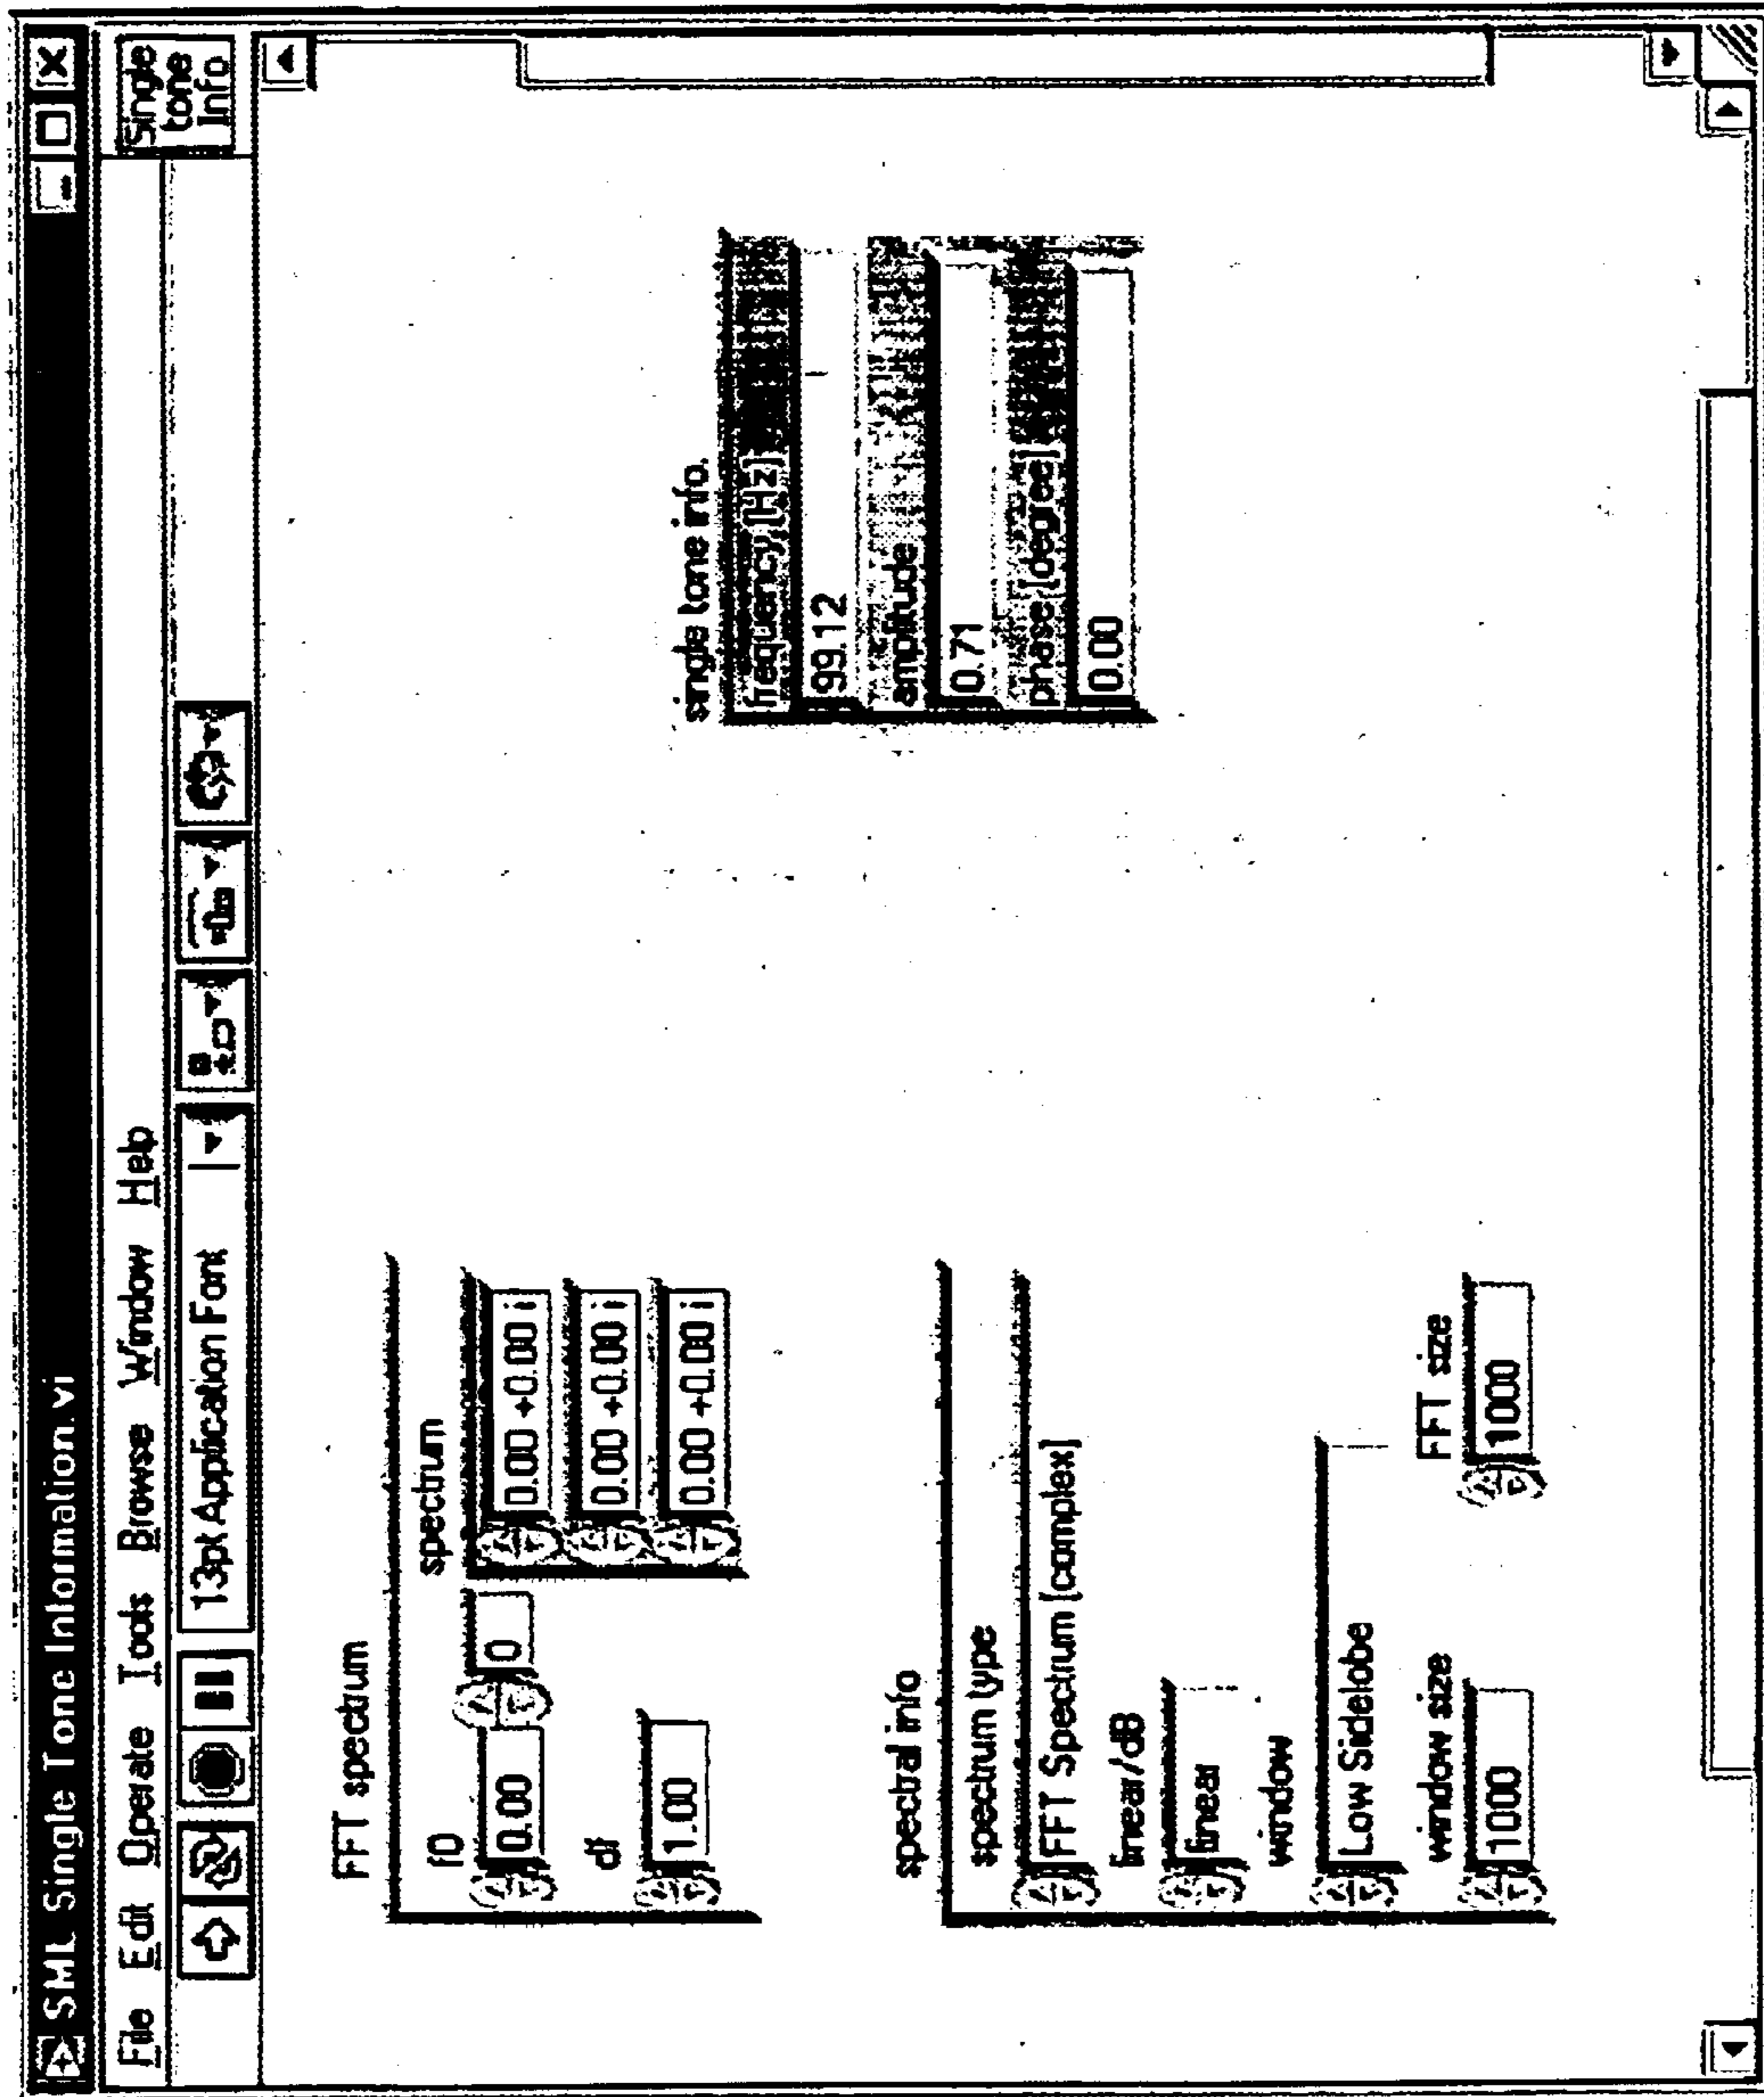 SML Single Tone Information.vi
File Edit Operate Tools Browse Window Help
Single
tone
Info
13pt Application Font
FFT spectrum
f0
0.00
0
spectrum
0.00 +0.00 i
0.00 +0.00 i
0.00 +0.00 i
df
1.00
spectral info
spectrum type
FFT Spectrum (complex)
linear/dB
linear
window
Low Sidelobe
window size
1000
FFT size
1000
single tone info.
frequency [Hz]
99.12
amplitude
0.71
phase [degree]
0.00